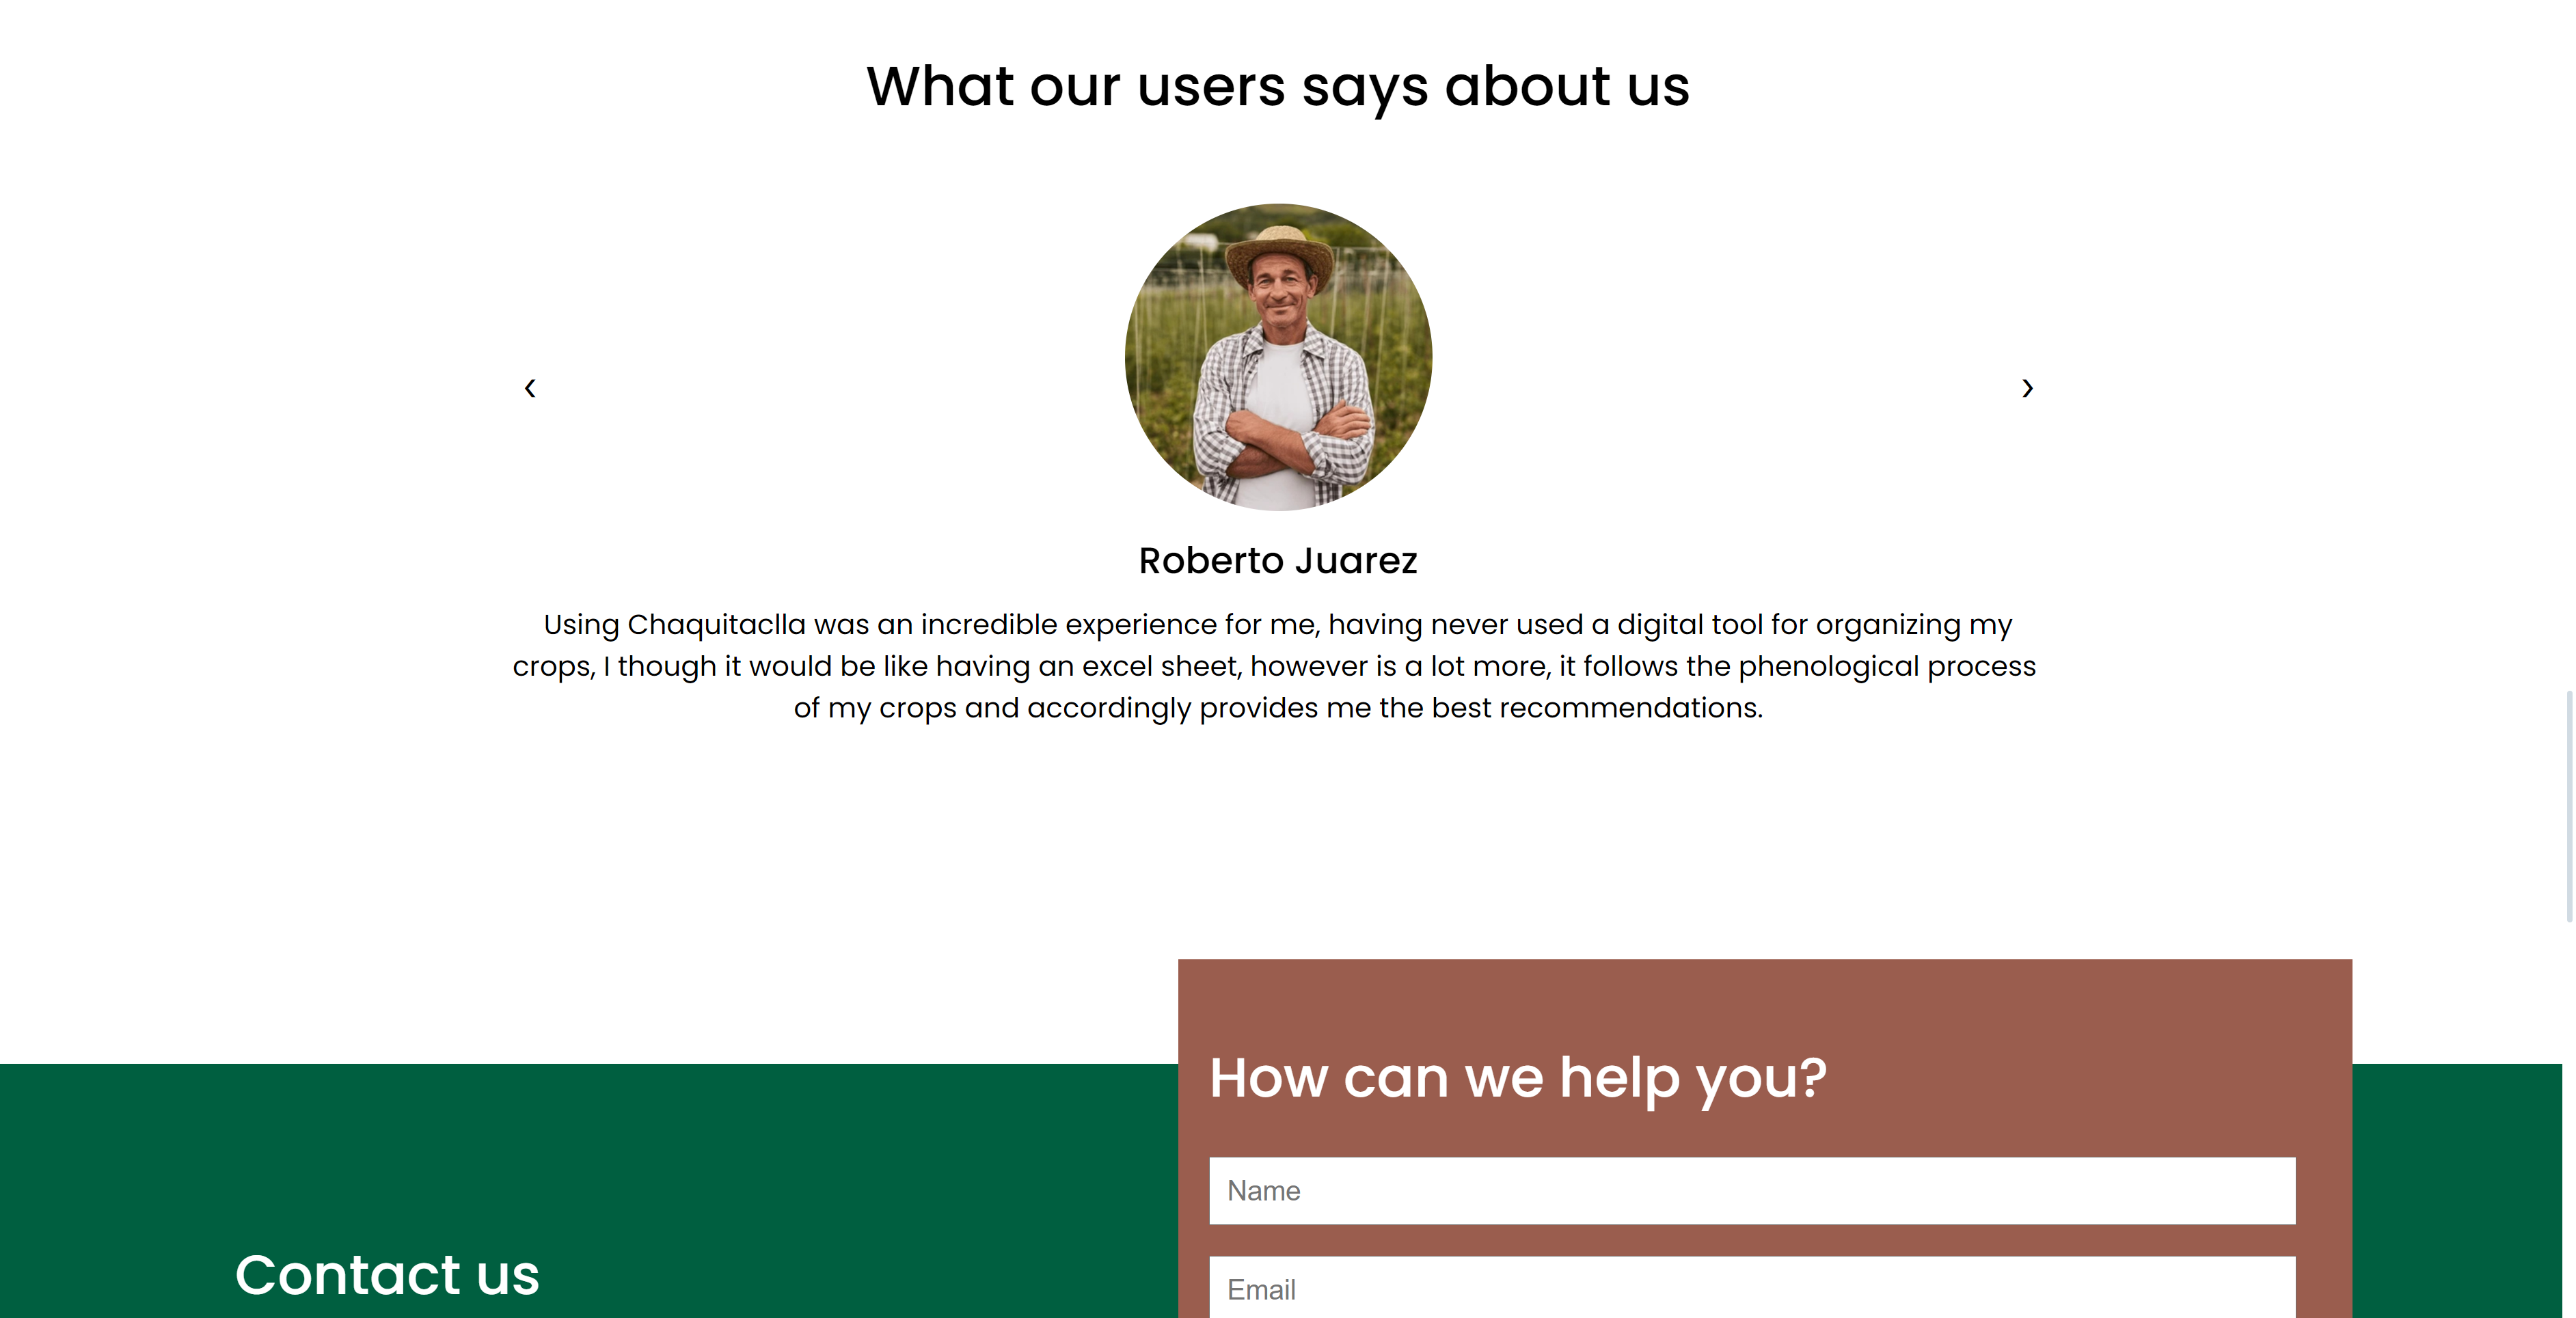 What our users says about us
‹
›
Roberto Juarez
Using Chaquitaclla was an incredible experience for me, having never used a digital tool for organizing my
crops, I though it would be like having an excel sheet, however is a lot more, it follows the phenological process
of my crops and accordingly provides me the best recommendations.
How can we help you?
Name
Contact us
Email